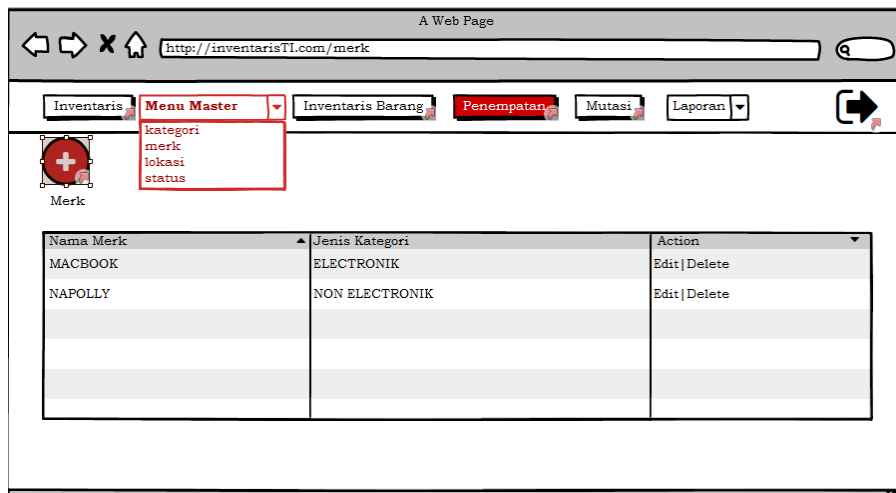 A Web Page
http://inventarisTI.com/merk
Inventaris Menu Master Inventaris Barang Penempatan Mutasi Laporan
kategori
merk
lokasi
status
Merk
Nama Merk Jenis Kategori Action
MACBOOK ELECTRONIK Edit|Delete
NAPOLLY NON ELECTRONIK Edit|Delete